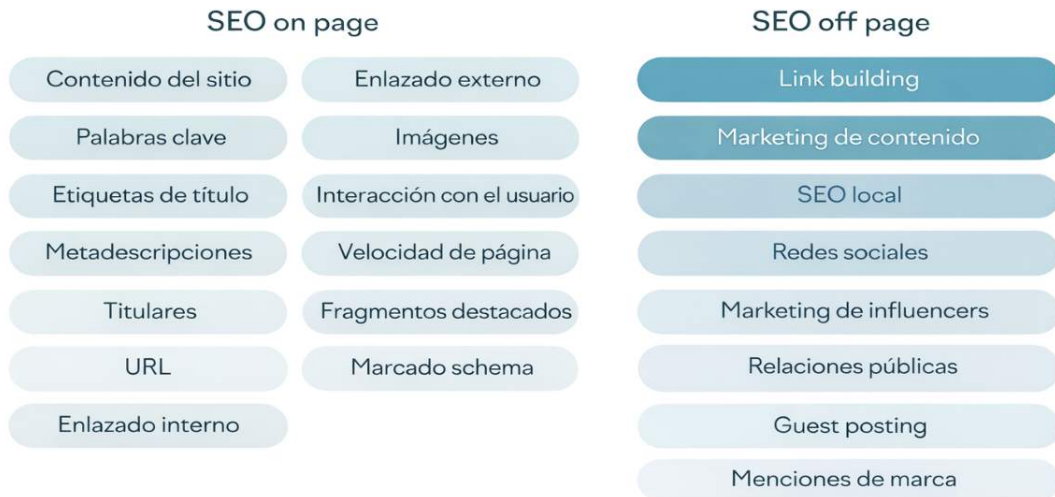 SEO on page
Contenido del sitio
Palabras clave
Etiquetas de título
Metadescripciones
Titulares
URL
Enlazado interno
Enlazado externo
Imágenes
Interacción con el usuario
Velocidad de página
Fragmentos destacados
Marcado schema
SEO off page
Link building
Marketing de contenido
SEO local
Redes sociales
Marketing de influencers
Relaciones públicas
Guest posting
Menciones de marca